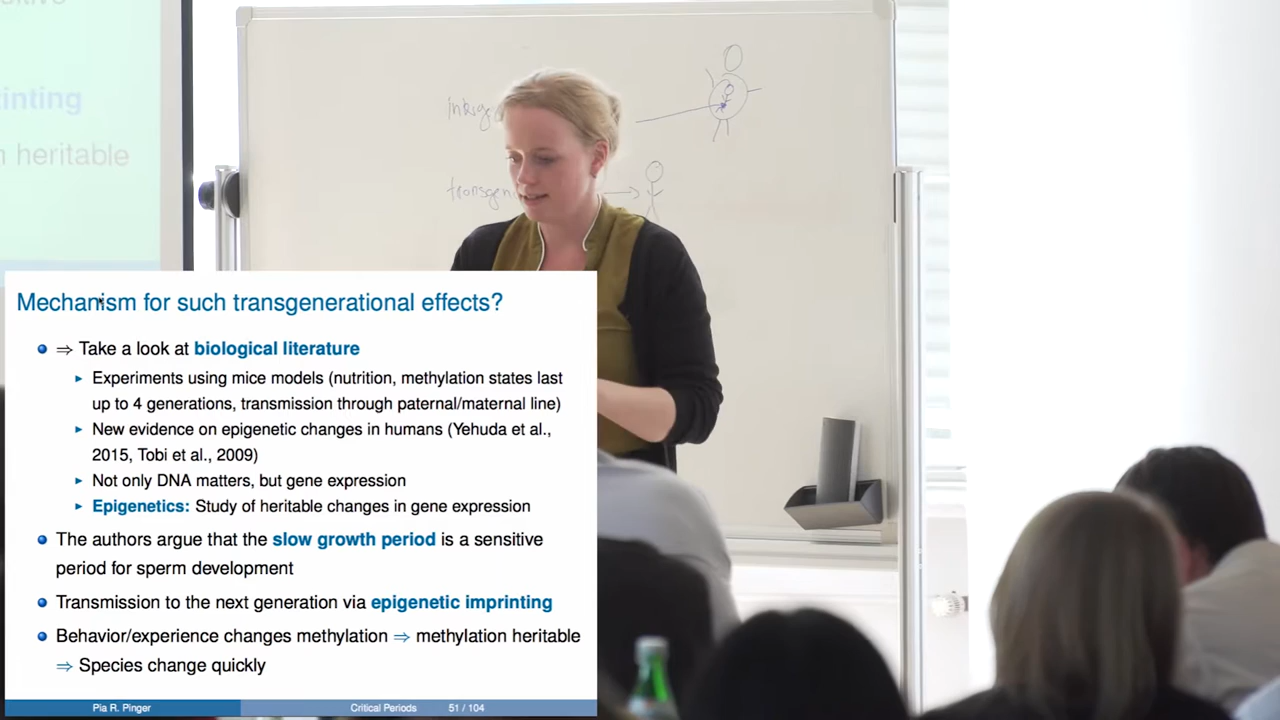 inting
heritable
Mechanism for such transgenerational effects?
⇒ Take a look at biological literature
Experiments using mice models (nutrition, methylation states last
up to 4 generations, transmission through paternal/maternal line)
New evidence on epigenetic changes in humans (Yehuda et al.,
2015, Tobi et al., 2009)
Not only DNA matters, but gene expression
Epigenetics: Study of heritable changes in gene expression
The authors argue that the slow growth period is a sensitive
period for sperm development
Transmission to the next generation via epigenetic imprinting
Behavior/experience changes methylation ⇒ methylation heritable
⇒ Species change quickly
Pia R. Pinger Critical Periods 51 / 104
transgen